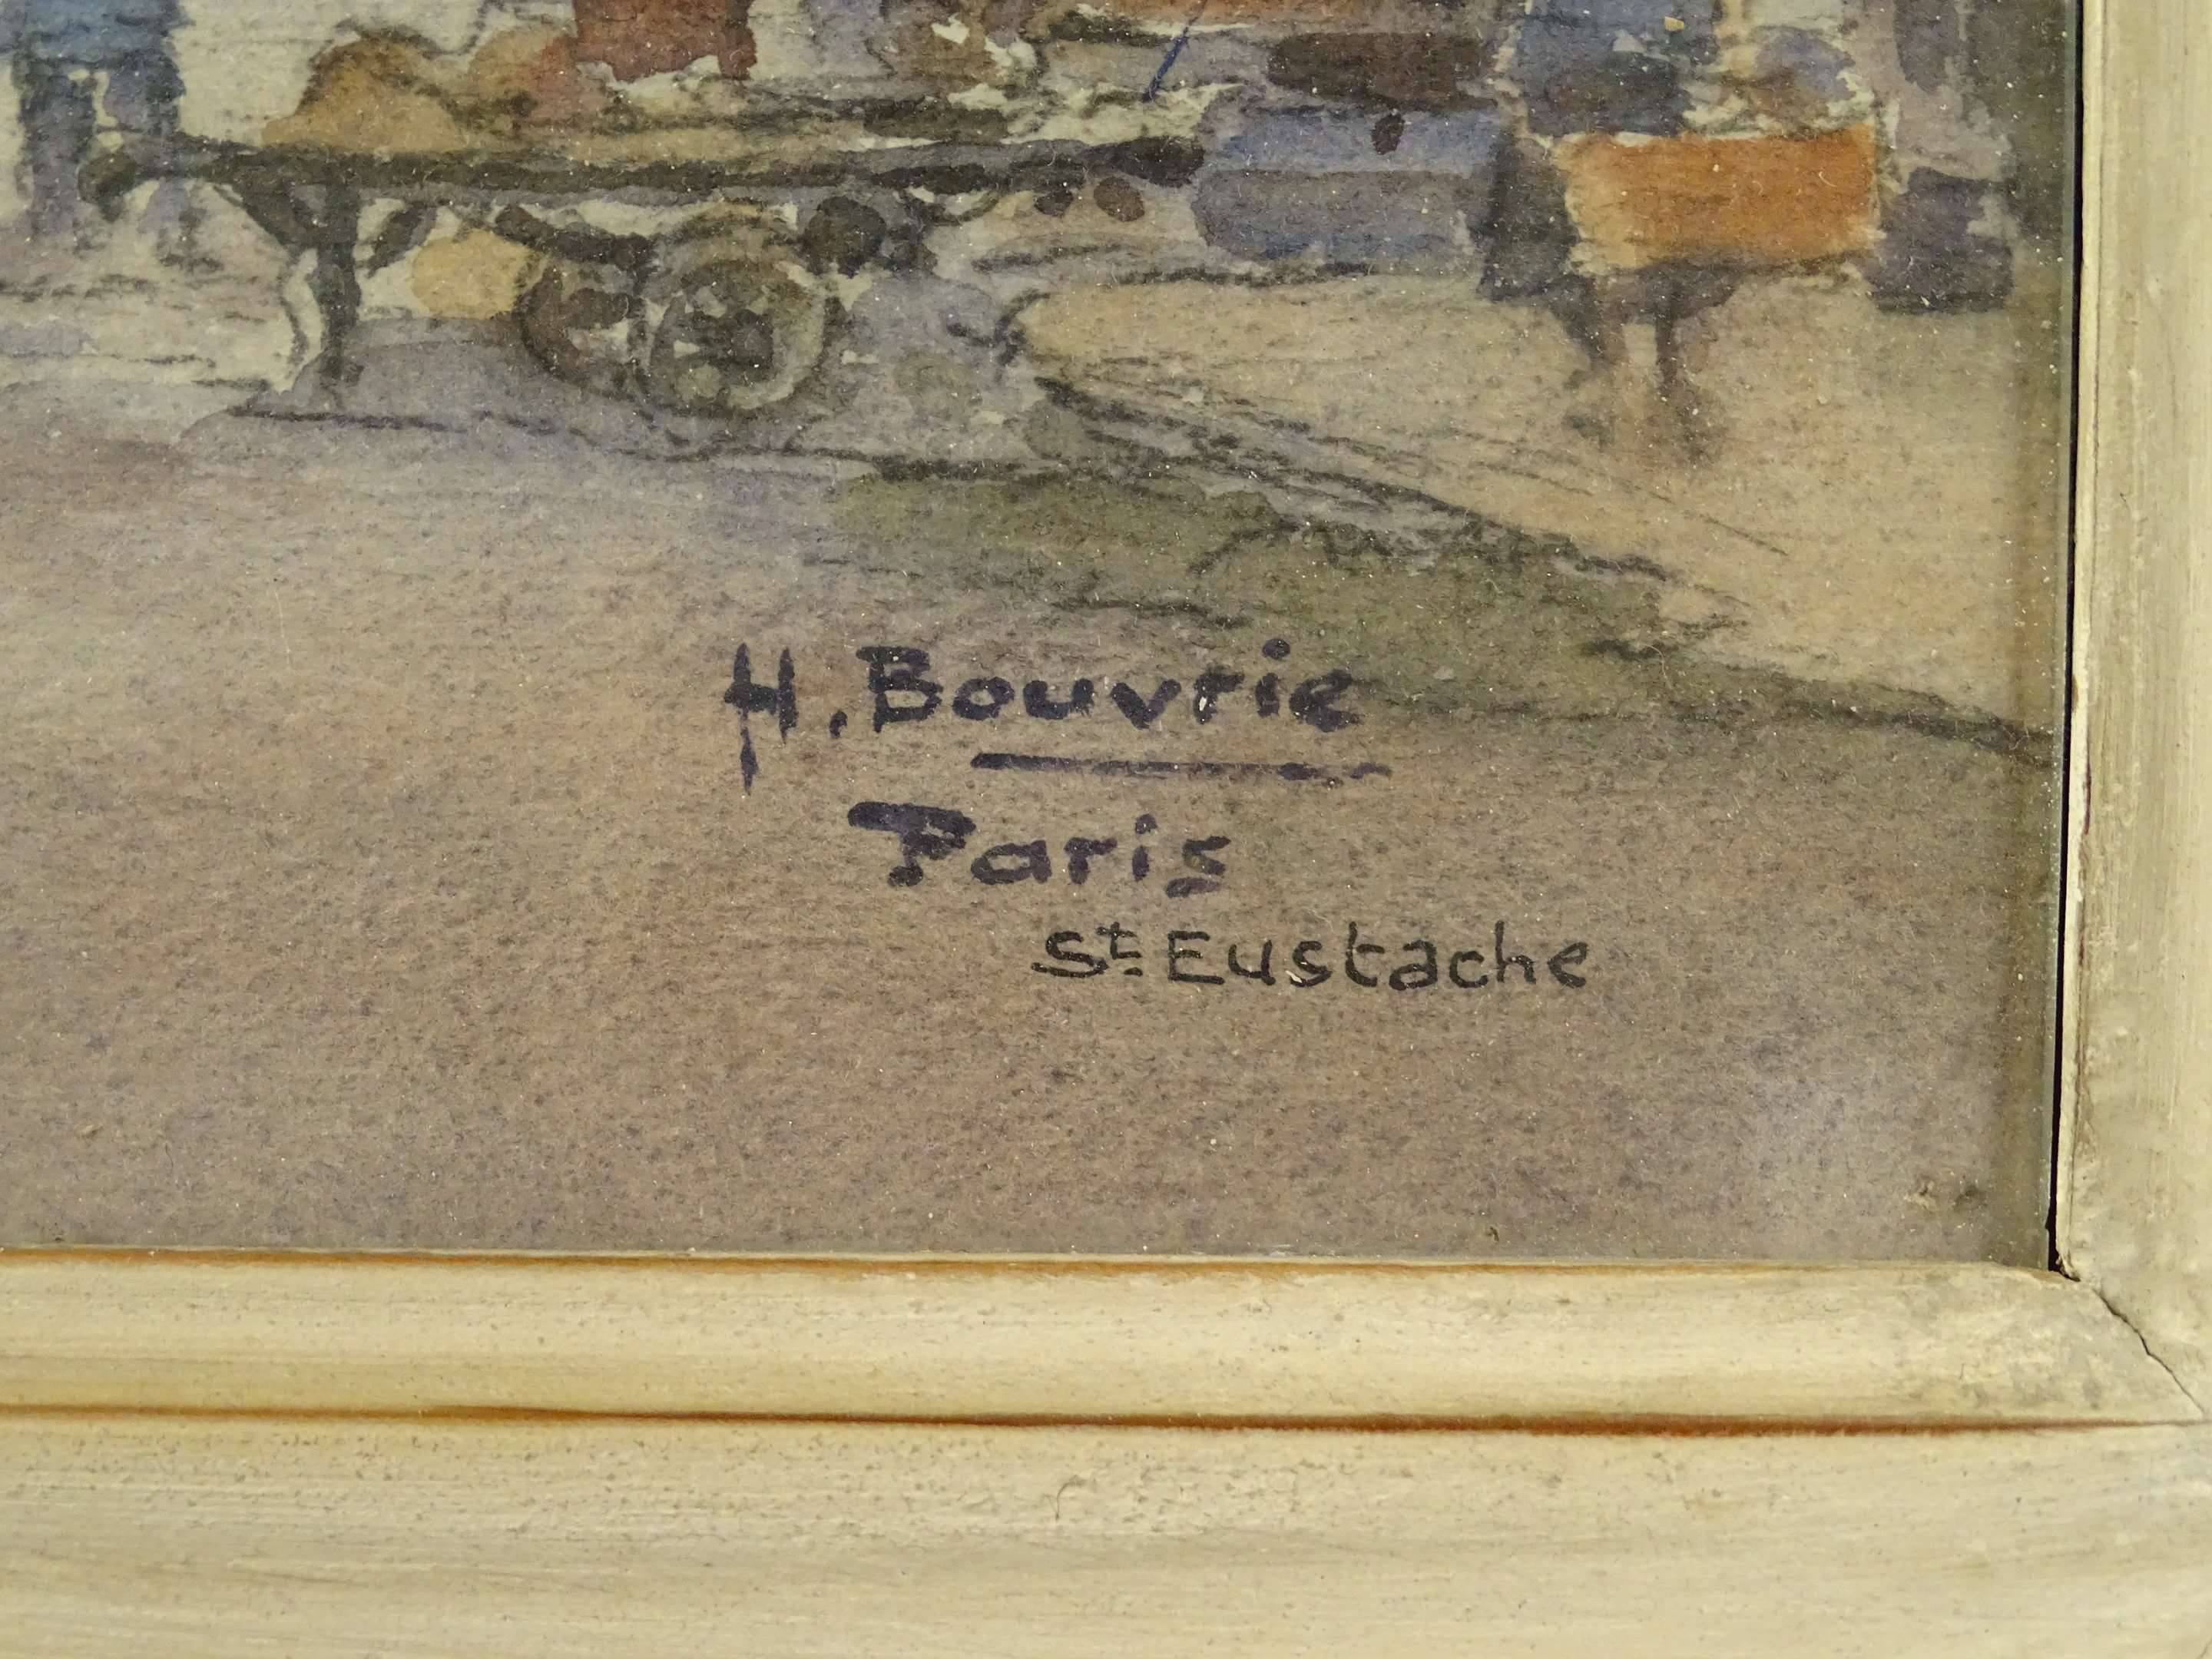 H. Bouvrie
Paris
St Eustache